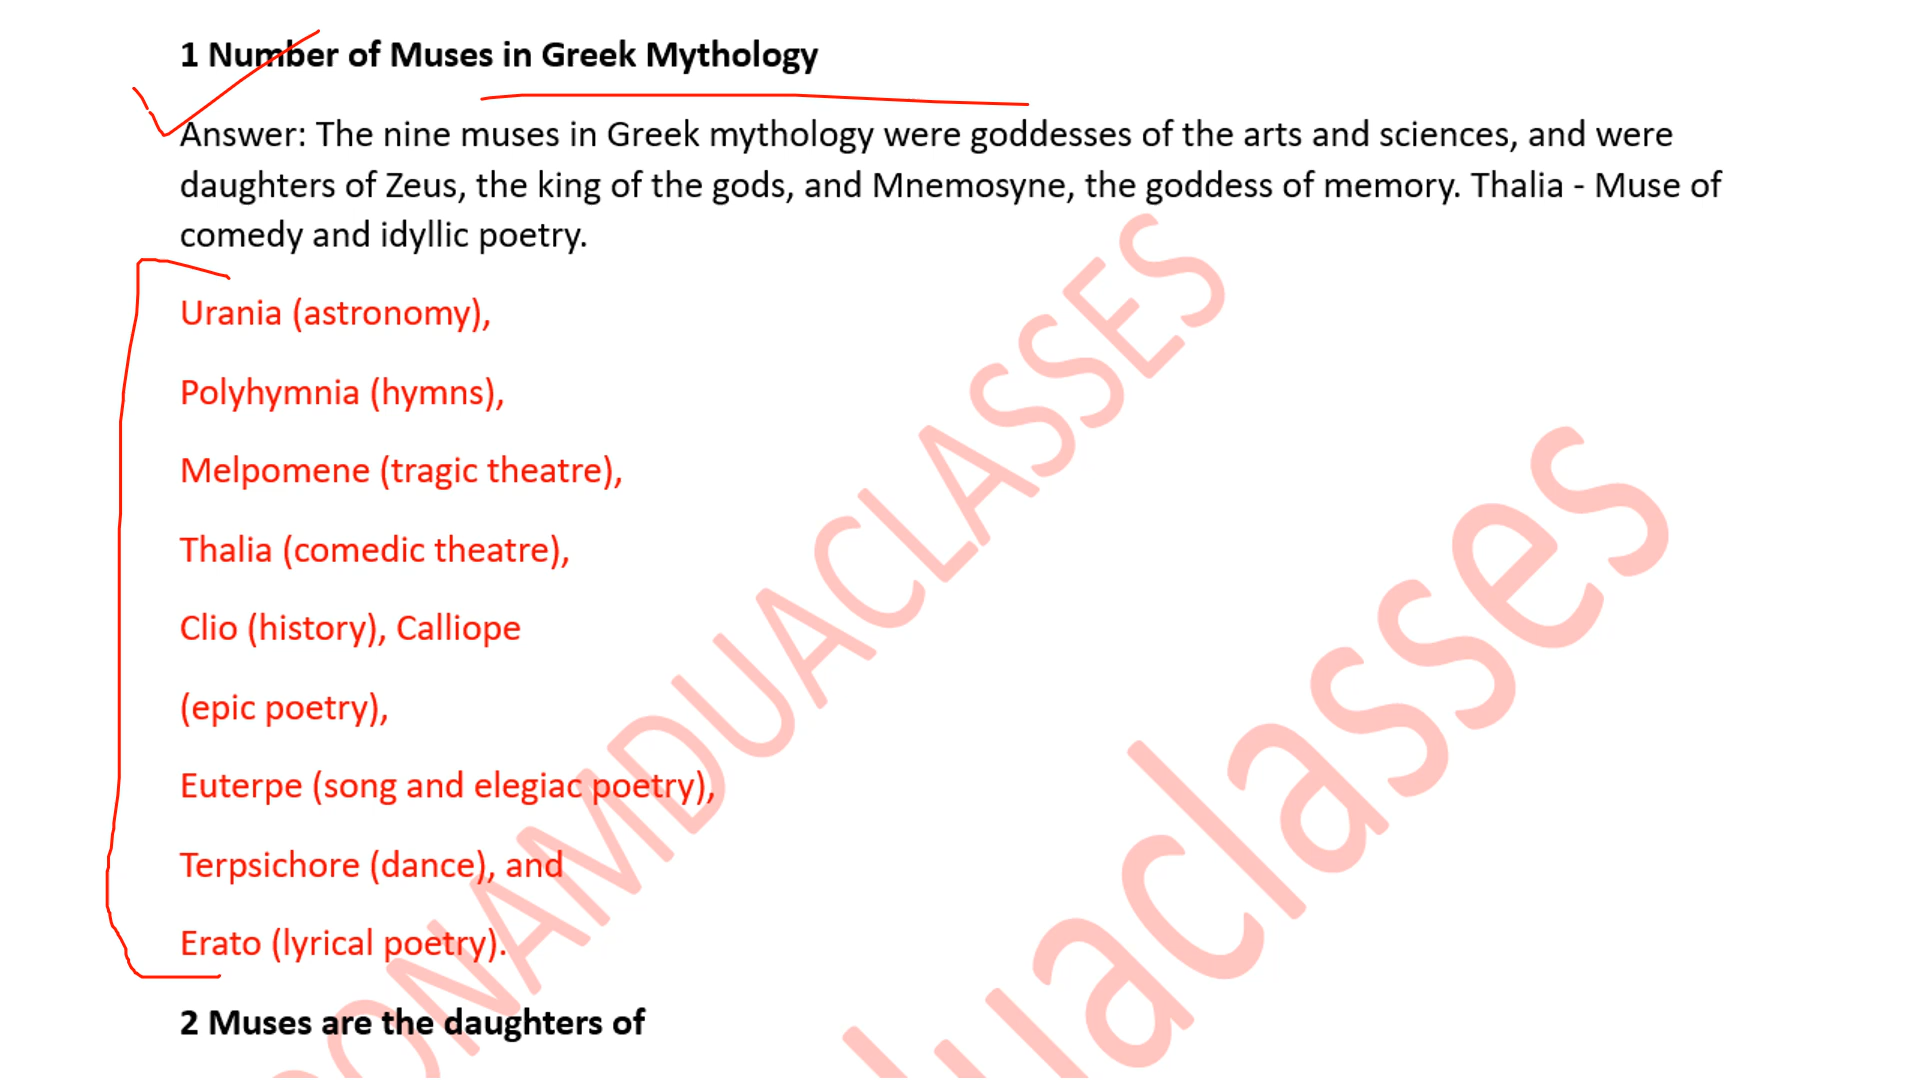 1 Number of Muses in Greek Mythology
Answer: The nine muses in Greek mythology were goddesses of the arts and sciences, and were
daughters of Zeus, the king of the gods, and Mnemosyne, the goddess of memory. Thalia - Muse of
comedy and idyllic poetry.
Urania (astronomy),
Polyhymnia (hymns),
Melpomene (tragic theatre),
Thalia (comedic theatre),
Clio (history), Calliope
(epic poetry),
Euterpe (song and elegiac poetry),
Terpsichore (dance), and
Erato (lyrical poetry).
2 Muses are the daughters of
ONAMDUACLASSES
uaclasses